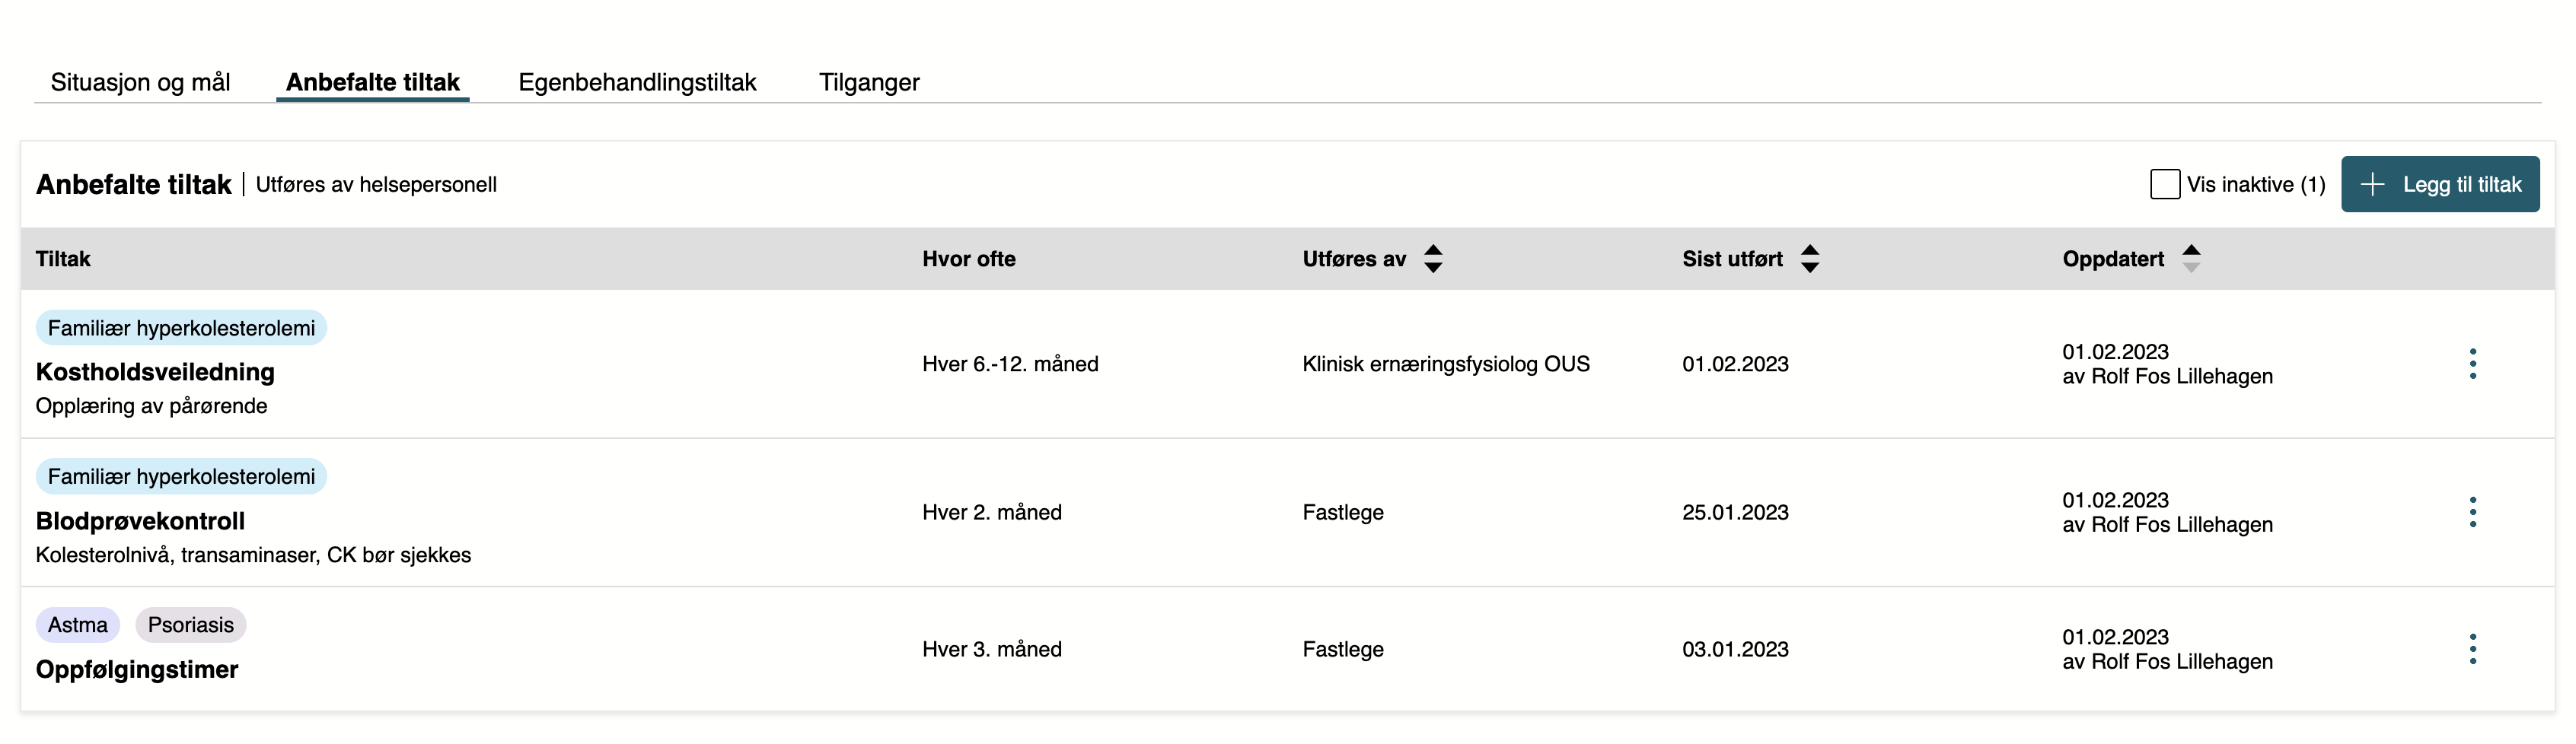 Situasjon og mål Anbefalte tiltak Egenbehandlingstiltak Tilganger
Anbefalte tiltak | Utføres av helsepersonell Vis inaktive (1) + Legg til tiltak
Tiltak Hvor ofte Utføres av Sist utført Oppdatert
Familiær hyperkolesterolemi
Kostholdsveiledning
Opplæring av pårørende
Hver 6.-12. måned
Klinisk ernæringsfysiolog OUS
01.02.2023
01.02.2023
av Rolf Fos Lillehagen
Familiær hyperkolesterolemi
Blodprøvekontroll
Kolesterolnivå, transaminaser, CK bør sjekkes
Hver 2. måned
Fastlege
25.01.2023
01.02.2023
av Rolf Fos Lillehagen
Astma Psoriasis
Oppfølgingstimer
Hver 3. måned
Fastlege
03.01.2023
01.02.2023
av Rolf Fos Lillehagen